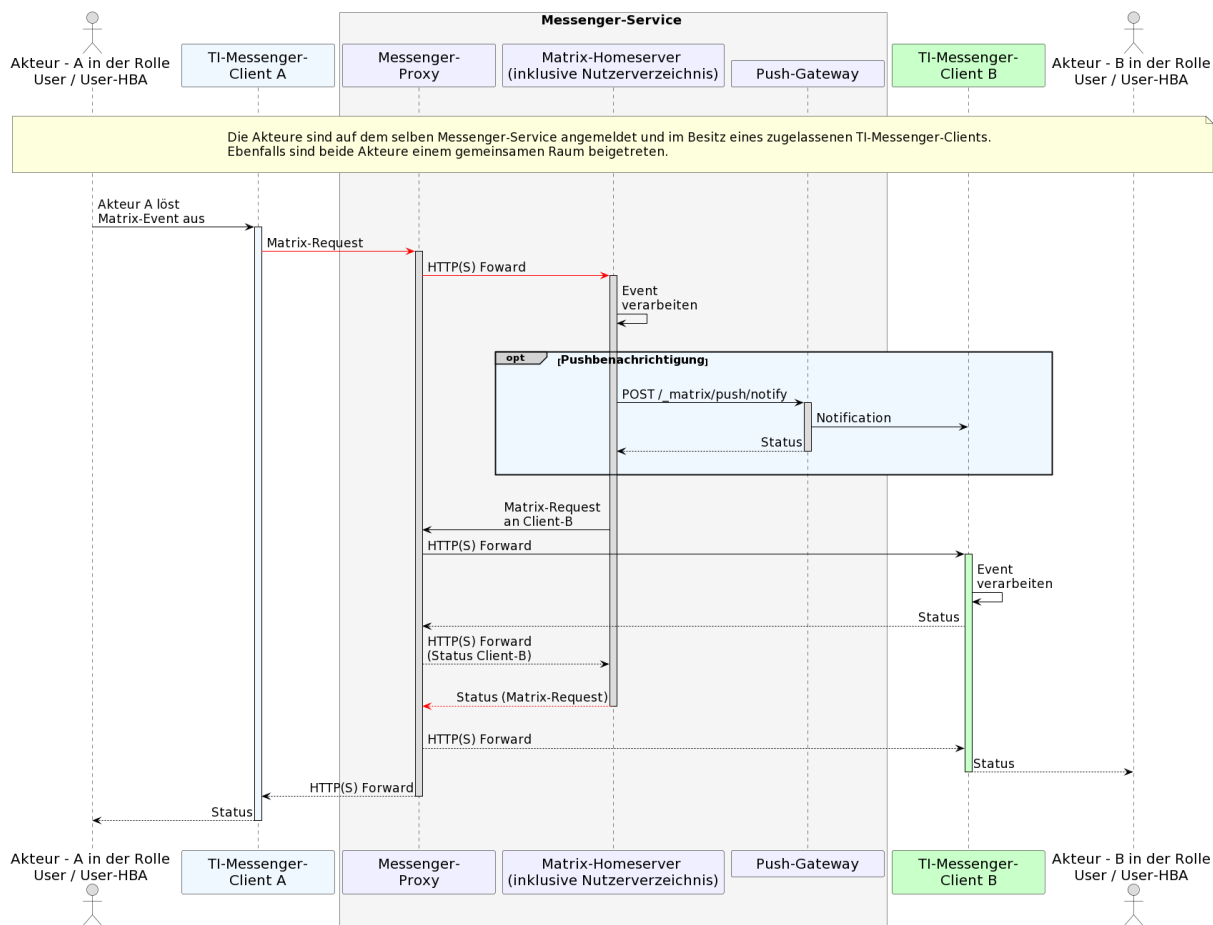 Messenger-Service
Akteur - A in der Rolle
User / User-HBA
TI-Messenger-
Client A
Messenger-
Proxy
Matrix-Homeserver
(inklusive Nutzerverzeichnis)
Push-Gateway
TI-Messenger-
Client B
Akteur - B in der Rolle
User / User-HBA
Die Akteure sind auf dem selben Messenger-Service angemeldet und im Besitz eines zugelassenen TI-Messenger-Clients.
Ebenfalls sind beide Akteure einem gemeinsamen Raum beigetreten.
Akteur A löst
Matrix-Event aus
Matrix-Request
HTTP(S) Foward
Event
verarbeiten
opt [Pushbenachrichtigung]
POST /_matrix/push/notify
Notification
Status
Matrix-Request
an Client-B
HTTP(S) Forward
Event
verarbeiten
Status
HTTP(S) Forward
(Status Client-B)
Status (Matrix-Request)
HTTP(S) Forward
Status
HTTP(S) Forward
Status
Akteur - A in der Rolle
User / User-HBA
TI-Messenger-
Client A
Messenger-
Proxy
Matrix-Homeserver
(inklusive Nutzerverzeichnis)
Push-Gateway
TI-Messenger-
Client B
Akteur - B in der Rolle
User / User-HBA